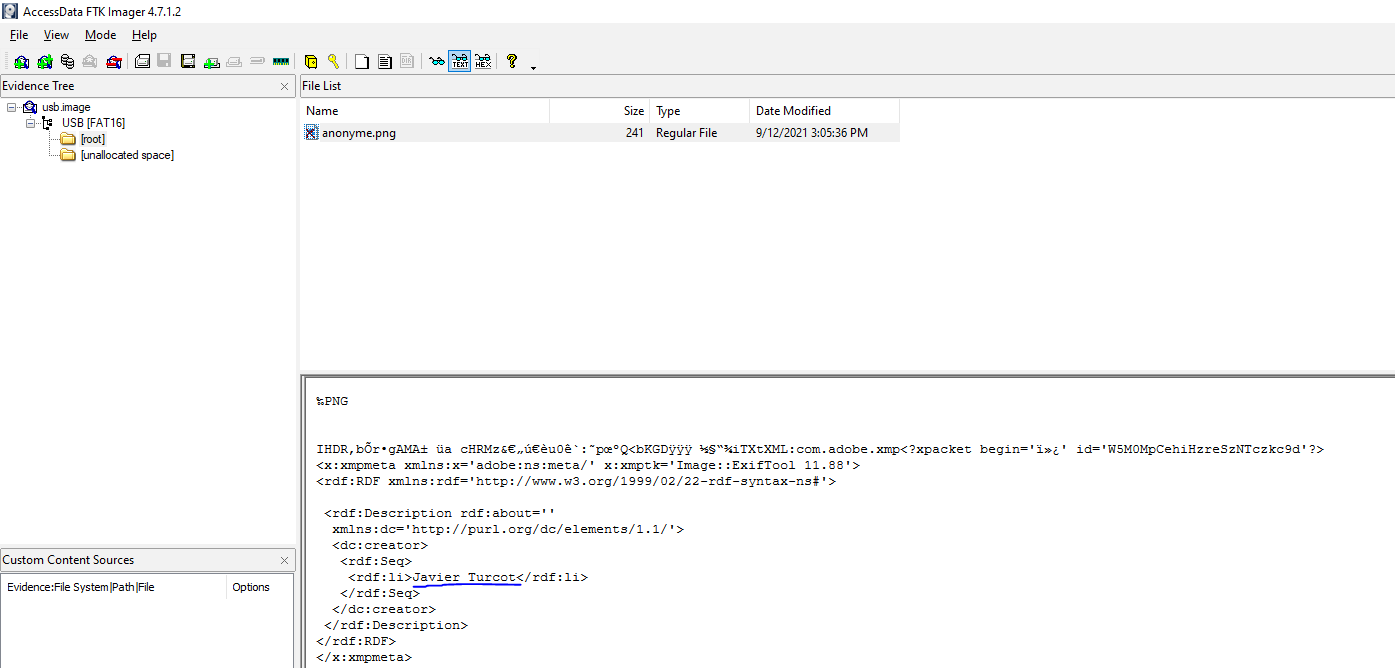 AccessData FTK Imager 4.7.1.2
File View Mode Help
TEXT HEX
Evidence Tree
usb.image
USB [FAT16]
[root]
[unallocated space]
File List
Name Size Type Date Modified
anonyme.png 241 Regular File 9/12/2021 3:05:36 PM
Custom Content Sources
Evidence:File System|Path|File Options
‰PNG
IHDR,bÕr•gAMA± üa cHRMz&€„ú€èu0ê`:˜pœºQ<bKGDÿÿÿ ½§“¾iTXtXML:com.adobe.xmp<?xpacket begin='ï»¿' id='W5M0MpCehiHzreSzNTczkc9d'?>
<x:xmpmeta xmlns:x='adobe:ns:meta/' x:xmptk='Image::ExifTool 11.88'>
<rdf:RDF xmlns:rdf='http://www.w3.org/1999/02/22-rdf-syntax-ns#'>
<rdf:Description rdf:about=''
xmlns:dc='http://purl.org/dc/elements/1.1/'>
<dc:creator>
<rdf:Seq>
<rdf:li>Javier Turcot</rdf:li>
</rdf:Seq>
</dc:creator>
</rdf:Description>
</rdf:RDF>
</x:xmpmeta>